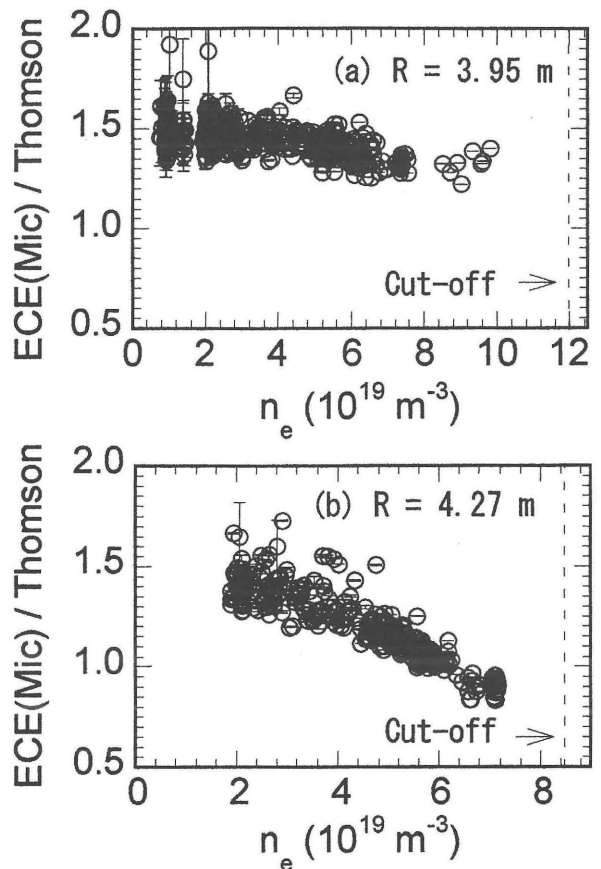 2.0
(a) R = 3.95 m
1.5
1.0
Cut-off
0.5
0 2 4 6 8 10 12
ECE(Mic) / Thomson
n_e (10^19 m^-3)
2.0
(b) R = 4.27 m
1.5
1.0
Cut-off
0.5
0 2 4 6 8
ECE(Mic) / Thomson
n_e (10^19 m^-3)